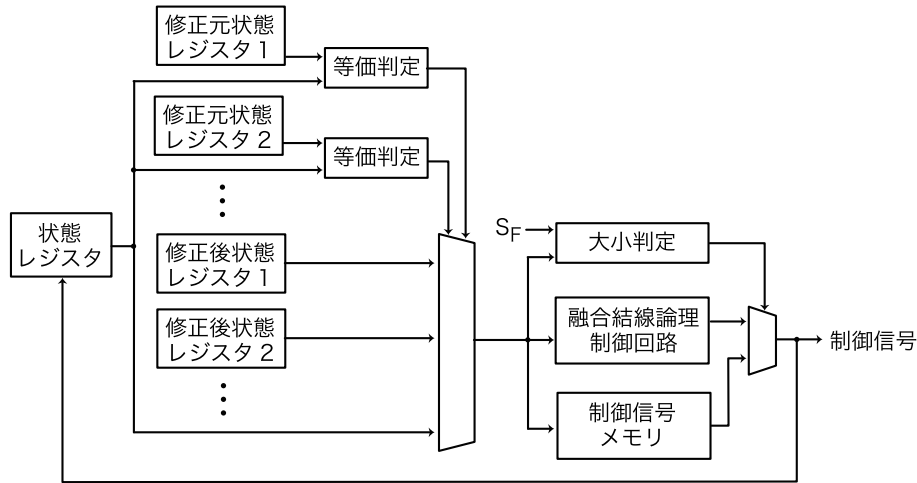 修正元状態
レジスタ1
等価判定
修正元状態
レジスタ2
等価判定
状態
レジスタ
修正後状態
レジスタ1
修正後状態
レジスタ2
SF
大小判定
融合結線論理
制御回路
制御信号
メモリ
制御信号